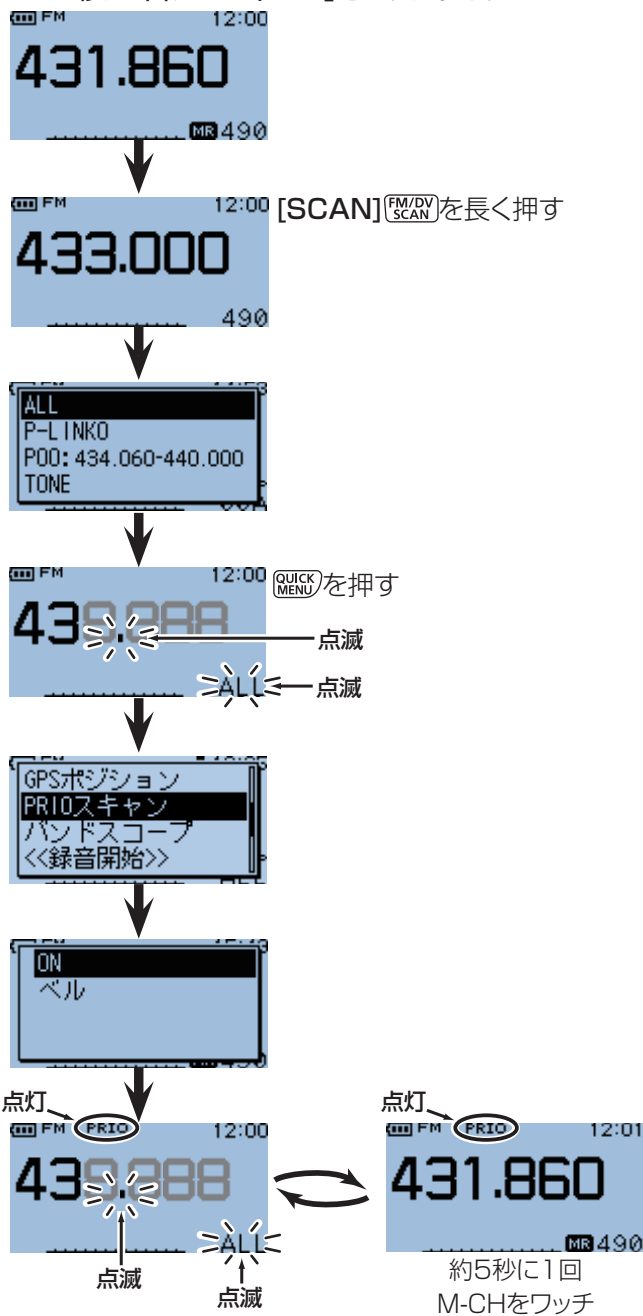 FM 12:00
431.860
MR 490
FM 12:00
[SCAN] FM/DV SCAN を長く押す
433.000
490
ALL
P-LINK0
P00: 434.060-440.000
TONE
FM 12:00
QUICK MENU を押す
43
点滅
ALL 点滅
GPSポジション
PRIOスキャン
バンドスコープ
<<録音開始>>
ON
ベル
点灯
FM PRIO 12:00
43
ALL
点滅
点滅
点灯
FM PRIO 12:01
431.860
MR 490
約5秒に1回
M-CHをワッチ